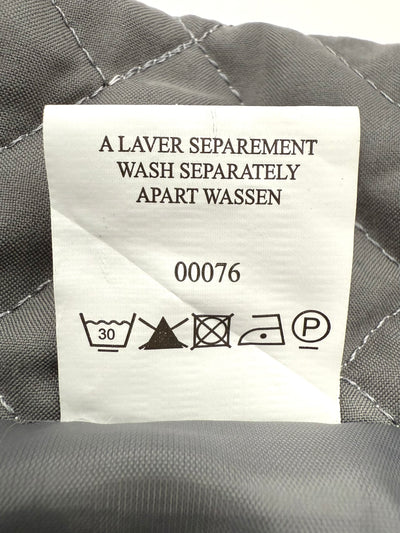 A LAVER SEPAREMENT
WASH SEPARATELY
APART WASSEN
00076
30 P